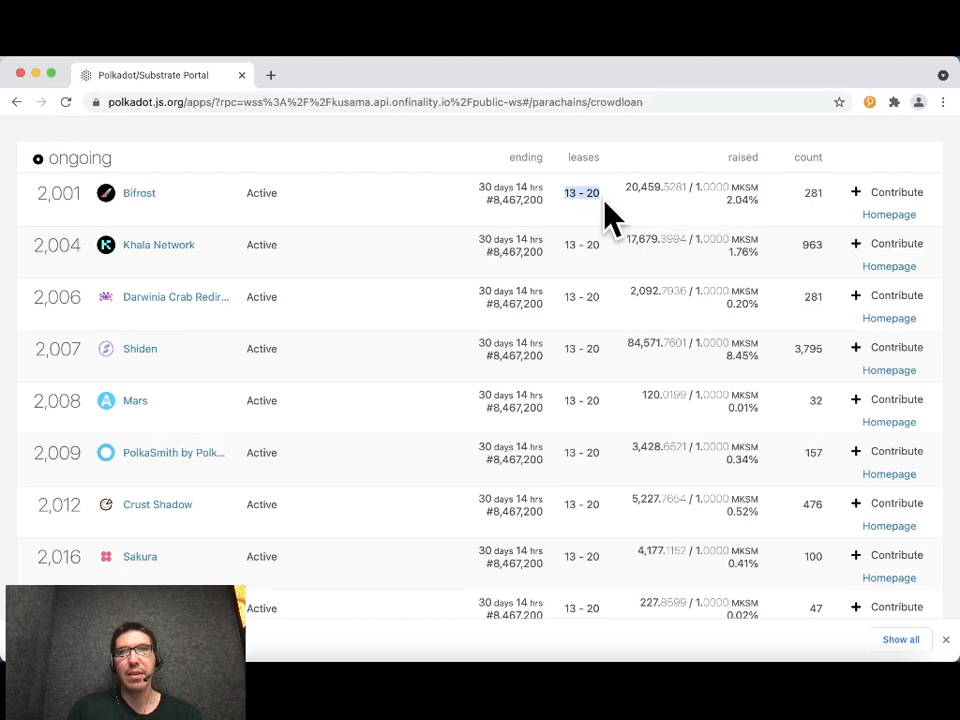 Polkadot/Substrate Portal
polkadot.js.org/apps/?rpc=wss%3A%2F%2Fkusama.api.onfinality.io%2Fpublic-ws#/parachains/crowdloan
ongoing ending leases raised count
2,001 Bifrost Active 30 days 14 hrs #8,467,200 13 - 20 20,459.5281 / 1.0000 MKSM 2.04% 281 + Contribute
Homepage
2,004 Khala Network Active 30 days 14 hrs #8,467,200 13 - 20 17,679.3994 / 1.0000 MKSM 1.76% 963 + Contribute
Homepage
2,006 Darwinia Crab Redir... Active 30 days 14 hrs #8,467,200 13 - 20 2,092.7936 / 1.0000 MKSM 0.20% 281 + Contribute
Homepage
2,007 Shiden Active 30 days 14 hrs #8,467,200 13 - 20 84,571.7601 / 1.0000 MKSM 8.45% 3,795 + Contribute
Homepage
2,008 Mars Active 30 days 14 hrs #8,467,200 13 - 20 120.0199 / 1.0000 MKSM 0.01% 32 + Contribute
Homepage
2,009 PolkaSmith by Polk... Active 30 days 14 hrs #8,467,200 13 - 20 3,428.6521 / 1.0000 MKSM 0.34% 157 + Contribute
Homepage
2,012 Crust Shadow Active 30 days 14 hrs #8,467,200 13 - 20 5,227.7654 / 1.0000 MKSM 0.52% 476 + Contribute
Homepage
2,016 Sakura Active 30 days 14 hrs #8,467,200 13 - 20 4,177.1152 / 1.0000 MKSM 0.41% 100 + Contribute
Homepage
Active 30 days 14 hrs #8,467,200 13 - 20 227.8599 / 1.0000 MKSM 0.02% 47 + Contribute
Show all